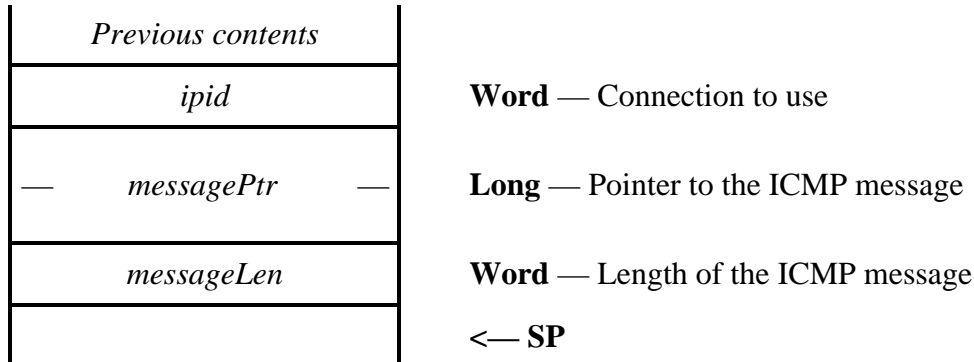 Previous contents
ipid Word — Connection to use
— messagePtr — Long — Pointer to the ICMP message
messageLen Word — Length of the ICMP message
<— SP